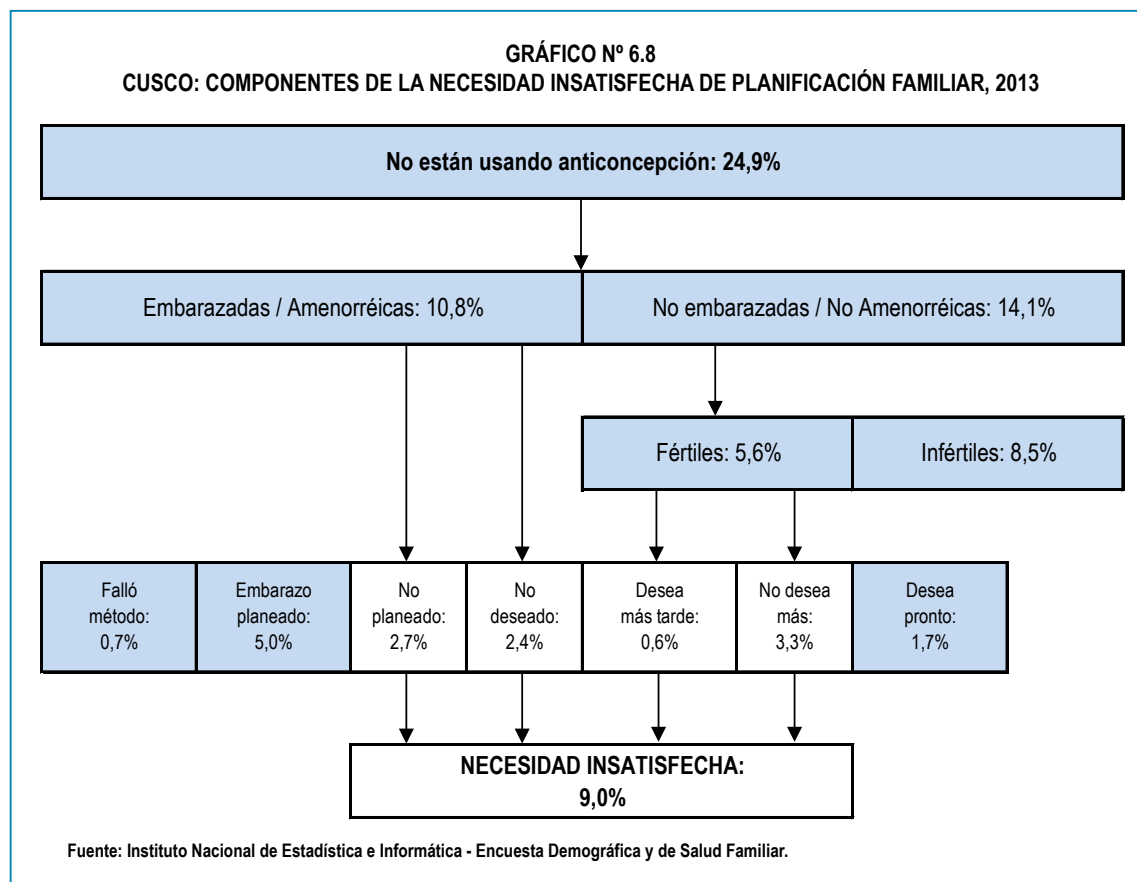 GRÁFICO Nº 6.8
CUSCO: COMPONENTES DE LA NECESIDAD INSATISFECHA DE PLANIFICACIÓN FAMILIAR, 2013
No están usando anticoncepción: 24,9%
Embarazadas / Amenorréicas: 10,8%
No embarazadas / No Amenorréicas: 14,1%
Fértiles: 5,6%
Infértiles: 8,5%
Falló
método:
0,7%
Embarazo
planeado:
5,0%
No
planeado:
2,7%
No
deseado:
2,4%
Desea
más tarde:
0,6%
No desea
más:
3,3%
Desea
pronto:
1,7%
NECESIDAD INSATISFECHA:
9,0%
Fuente: Instituto Nacional de Estadística e Informática - Encuesta Demográfica y de Salud Familiar.